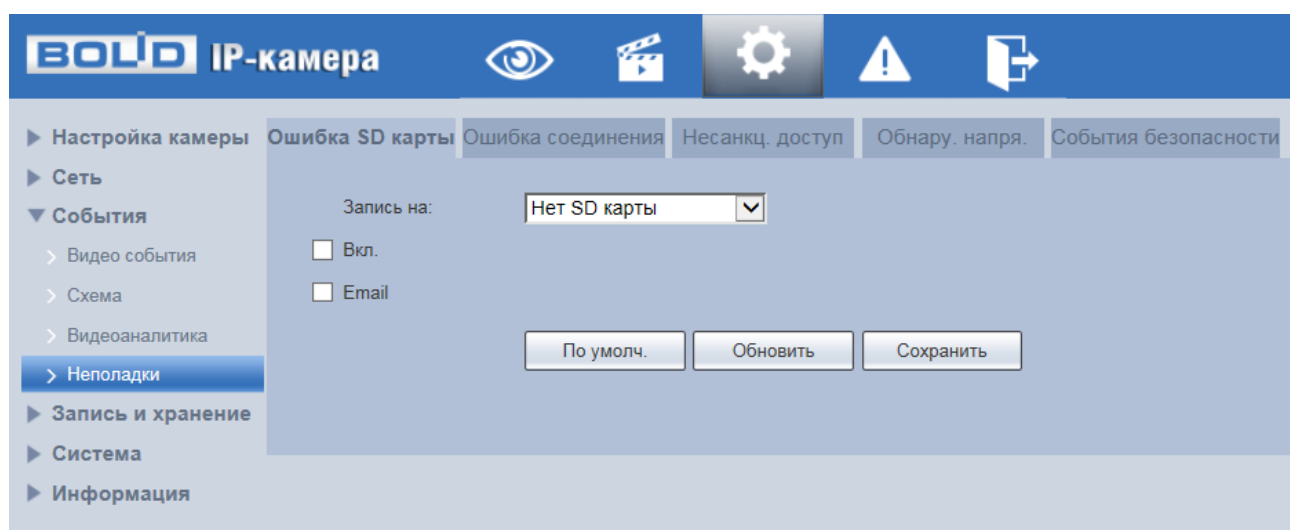 BOLID IP-камера
Настройка камеры
Ошибка SD карты Ошибка соединения Несанкц. доступ Обнару. напря. События безопасности
Сеть
Запись на: Нет SD карты
События
Вкл.
Видео события
Email
Схема
Видеоаналитика
По умолч. Обновить Сохранить
Неполадки
Запись и хранение
Система
Информация